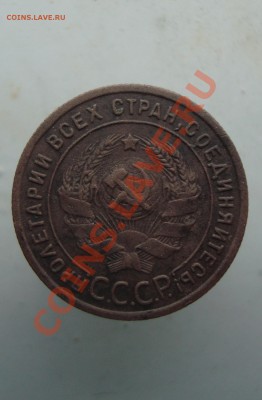 COINS.LAVE.RU
ПРОЛЕТАРИИ ВСЕХ СТРАН, СОЕДИНЯЙТЕСЬ!
С.С.С.Р.
COINS.LAVE.RU